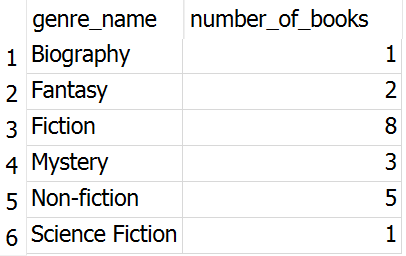 genre_name number_of_books
1 Biography 1
2 Fantasy 2
3 Fiction 8
4 Mystery 3
5 Non-fiction 5
6 Science Fiction 1